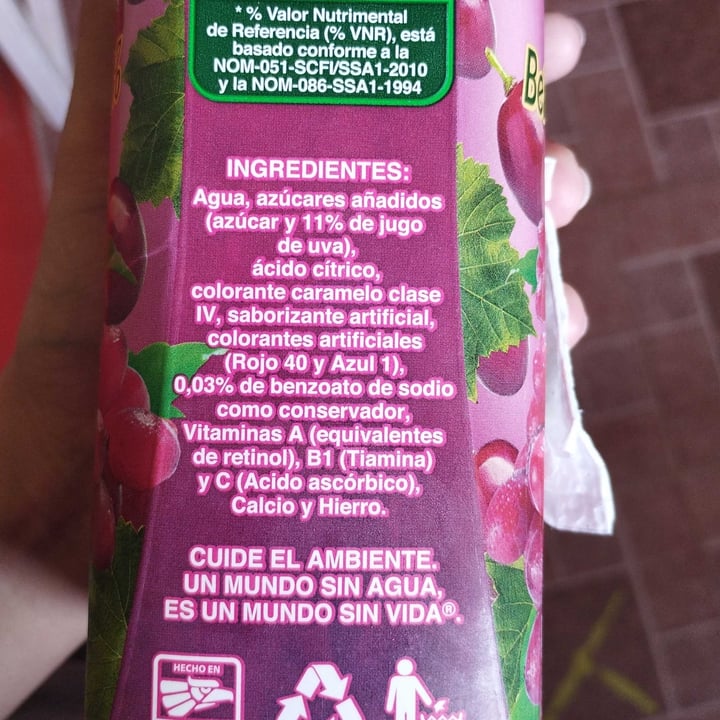 * % Valor Nutrimental
de Referencia (% VNR), está
basado conforme a la
NOM-051-SCFI/SSA1-2010
y la NOM-086-SSA1-1994
Be
INGREDIENTES:
Agua, azúcares añadidos
(azúcar y 11% de jugo
de uva),
ácido cítrico,
colorante caramelo clase
IV, saborizante artificial,
colorantes artificiales
(Rojo 40 y Azul 1),
0,03% de benzoato de sodio
como conservador,
Vitaminas A (equivalentes
de retinol), B1 (Tiamina)
y C (Acido ascórbico),
Calcio y Hierro.
CUIDE EL AMBIENTE.
UN MUNDO SIN AGUA,
ES UN MUNDO SIN VIDA®.
HECHO EN